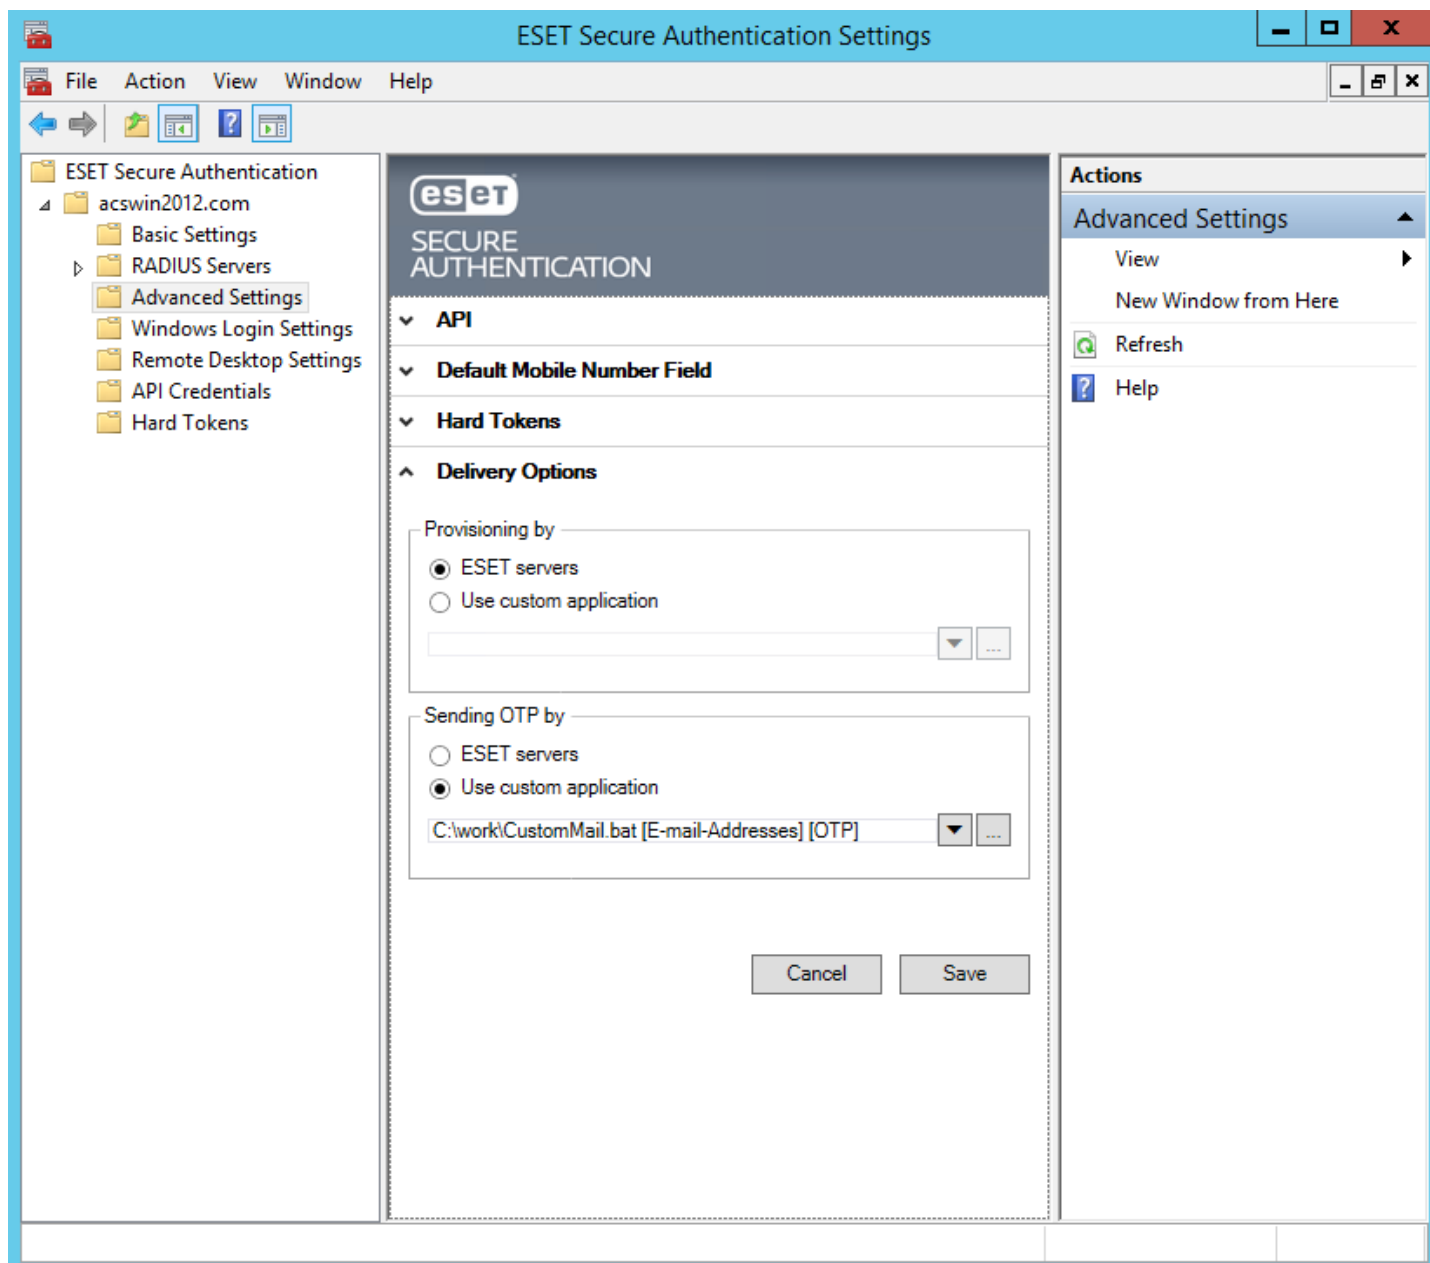 ESET Secure Authentication Settings
File Action View Window Help
ESET Secure Authentication
acswin2012.com
Basic Settings
RADIUS Servers
Advanced Settings
Windows Login Settings
Remote Desktop Settings
API Credentials
Hard Tokens
eset
SECURE
AUTHENTICATION
API
Default Mobile Number Field
Hard Tokens
Delivery Options
Provisioning by
ESET servers
Use custom application
...
Sending OTP by
ESET servers
Use custom application
C:\work\CustomMail.bat [E-mail-Addresses] [OTP]
...
Cancel Save
Actions
Advanced Settings
View
New Window from Here
Refresh
Help